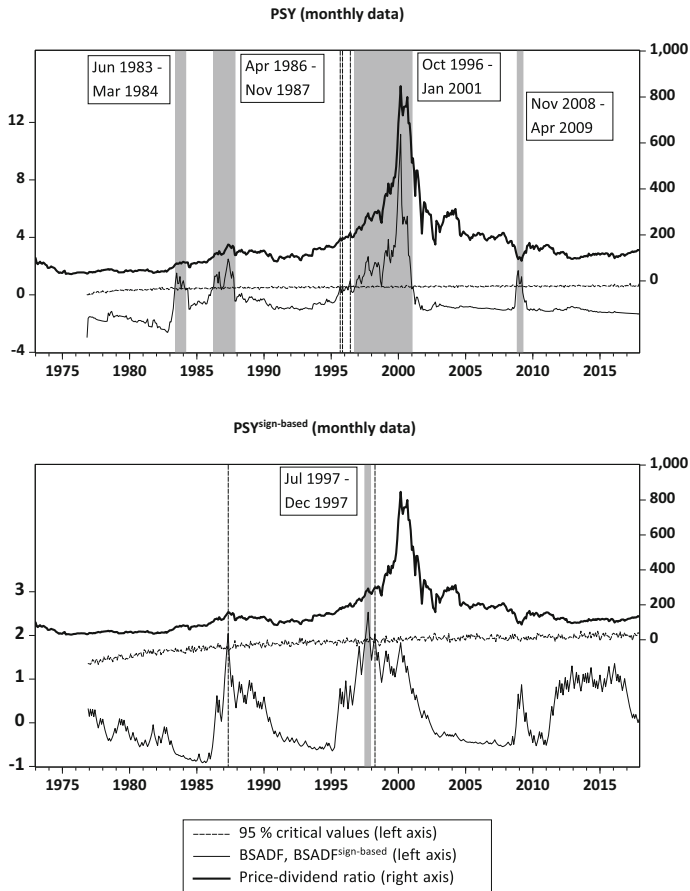 PSY (monthly data)
1,000
Jun 1983 -
Mar 1984
Apr 1986 -
Nov 1987
Oct 1996 -
Jan 2001
Nov 2008 -
Apr 2009
12
8
4
0
-4
800
600
400
200
0
1975 1980 1985 1990 1995 2000 2005 2010 2015
PSYsign-based (monthly data)
1,000
Jul 1997 -
Dec 1997
3
2
1
0
-1
800
600
400
200
0
1975 1980 1985 1990 1995 2000 2005 2010 2015
95 % critical values (left axis)
BSADF, BSADFsign-based (left axis)
Price-dividend ratio (right axis)